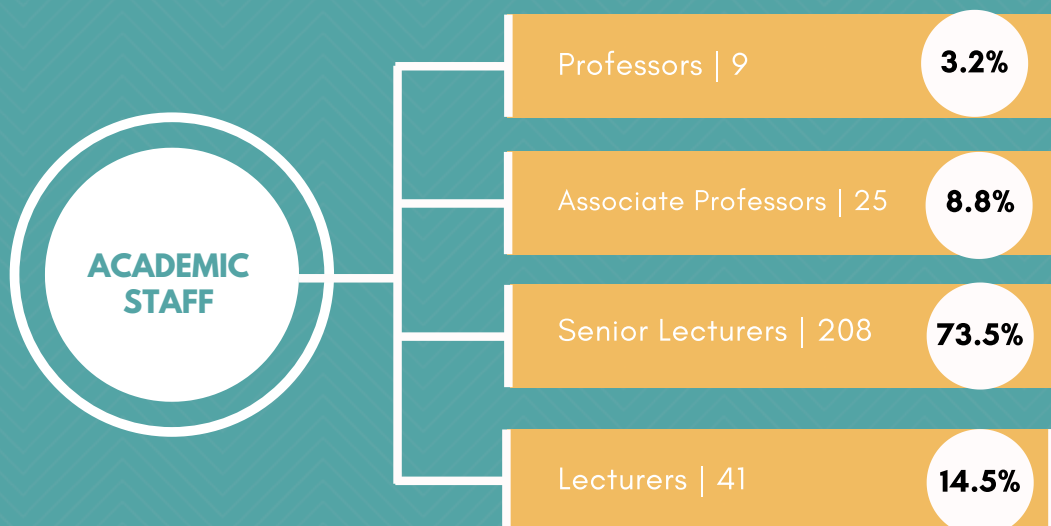 ACADEMIC
STAFF
Professors | 9
3.2%
Associate Professors | 25
8.8%
Senior Lecturers | 208
73.5%
Lecturers | 41
14.5%